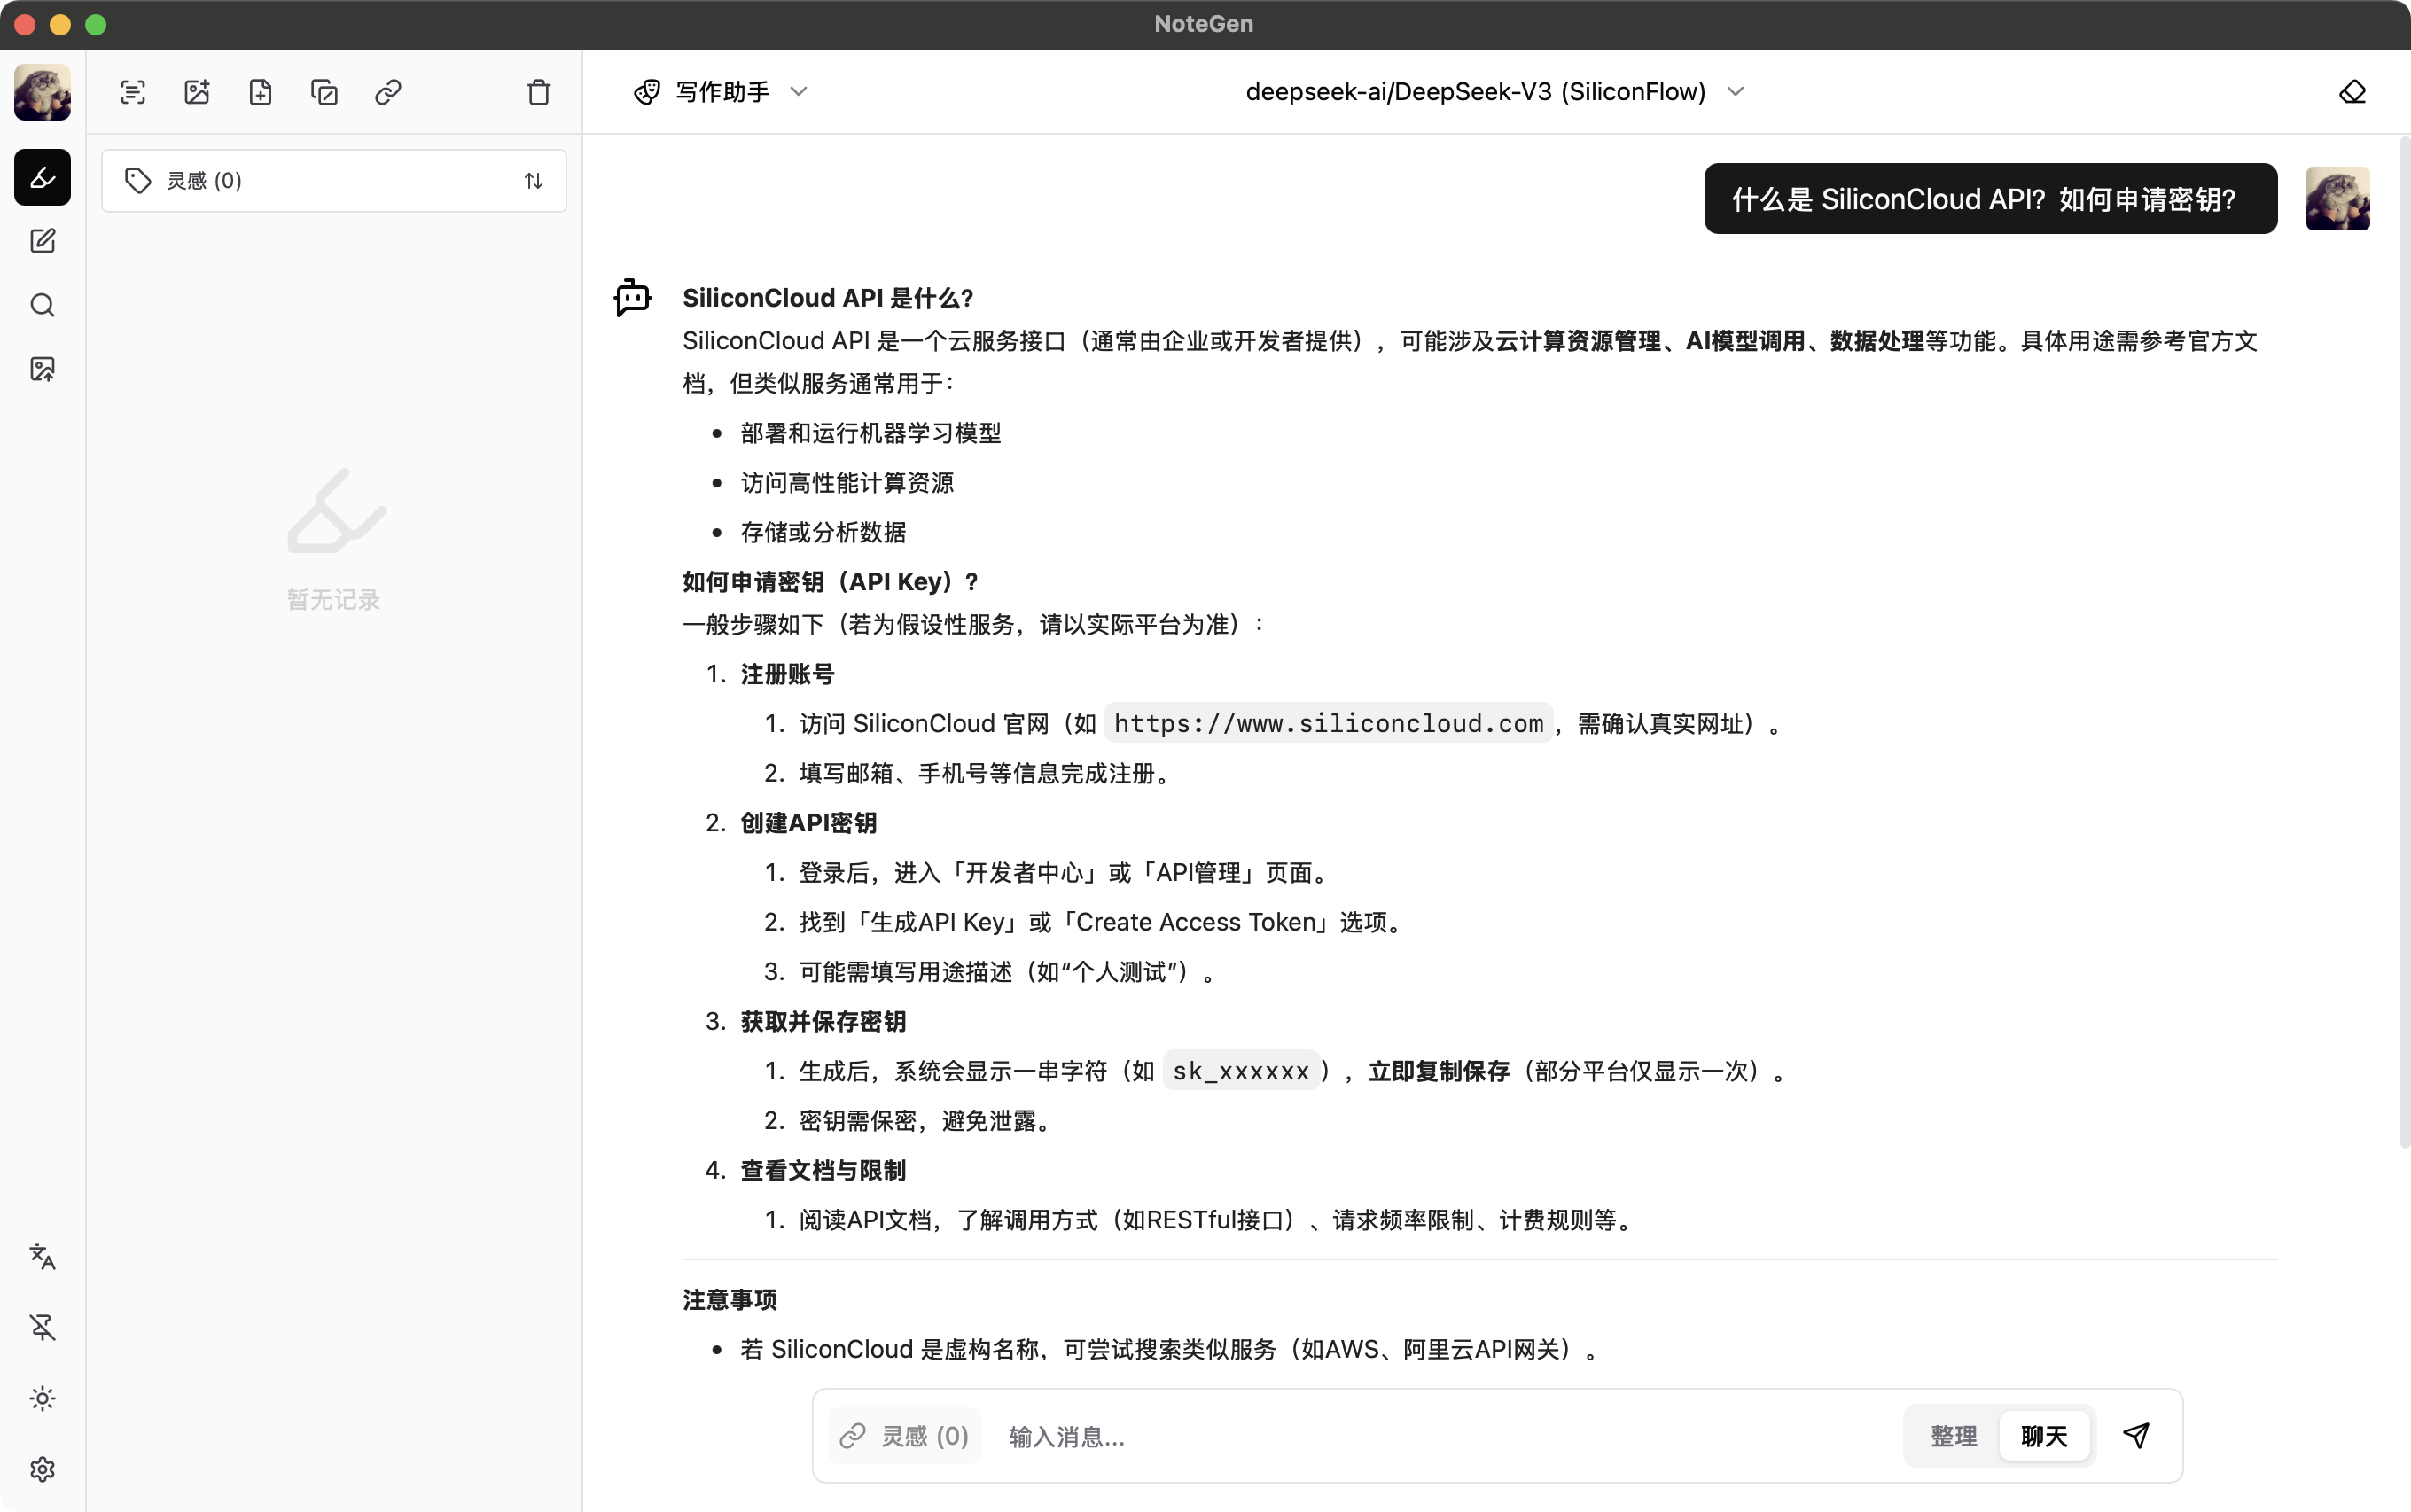 NoteGen
写作助手
deepseek-ai/DeepSeek-V3 (SiliconFlow)
灵感 (0)
暂无记录
什么是 SiliconCloud API？如何申请密钥？
SiliconCloud API 是什么？
SiliconCloud API 是一个云服务接口（通常由企业或开发者提供），可能涉及云计算资源管理、AI模型调用、数据处理等功能。具体用途需参考官方文
档，但类似服务通常用于：
• 部署和运行机器学习模型
• 访问高性能计算资源
• 存储或分析数据
如何申请密钥（API Key）?
一般步骤如下（若为假设性服务，请以实际平台为准）：
1. 注册账号
1. 访问 SiliconCloud 官网（如 https://www.siliconcloud.com，需确认真实网址）。
2. 填写邮箱、手机号等信息完成注册。
2. 创建API密钥
1. 登录后，进入「开发者中心」或「API管理」页面。
2. 找到「生成API Key」或「Create Access Token」选项。
3. 可能需填写用途描述（如“个人测试”）。
3. 获取并保存密钥
1. 生成后，系统会显示一串字符（如 sk_xxxxxx），立即复制保存（部分平台仅显示一次）。
2. 密钥需保密，避免泄露。
4. 查看文档与限制
1. 阅读API文档，了解调用方式（如RESTful接口）、请求频率限制、计费规则等。
注意事项
• 若 SiliconCloud 是虚构名称，可尝试搜索类似服务（如AWS、阿里云API网关）。
灵感 (0)
输入消息...
整理
聊天